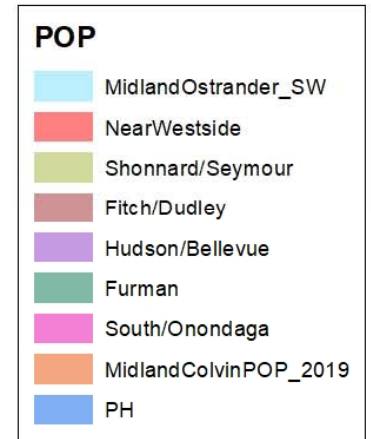 POP
MidlandOstrander_SW
NearWestside
Shonnard/Seymour
Fitch/Dudley
Hudson/Bellevue
Furman
South/Onondaga
MidlandColvinPOP_2019
PH